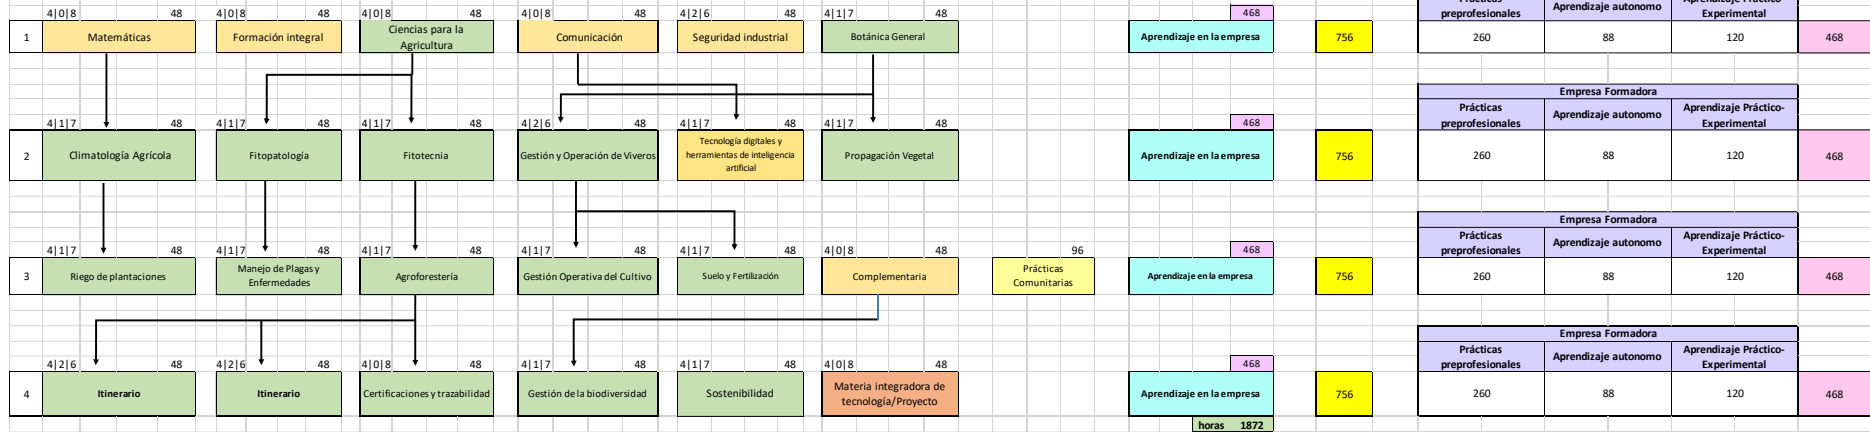 4|0|8 48 4|0|8 48 4|0|8 48 4|0|8 48 4|2|6 48 4|1|7 48 468
Prácticas preprofesionales Aprendizaje autonomo Aprendizaje Práctico-Experimental
1 Matemáticas Formación integral Ciencias para la Agricultura Comunicación Seguridad industrial Botánica General Aprendizaje en la empresa 756 260 88 120 468
Empresa Formadora
Prácticas preprofesionales Aprendizaje autonomo Aprendizaje Práctico-Experimental
4|1|7 48 4|1|7 48 4|1|7 48 4|2|6 48 4|1|7 48 4|1|7 48 468
2 Climatología Agrícola Fitopatología Fitotecnia Gestión y Operación de Viveros Tecnología digitales y herramientas de inteligencia artificial Propagación Vegetal Aprendizaje en la empresa 756 260 88 120 468
Empresa Formadora
Prácticas preprofesionales Aprendizaje autonomo Aprendizaje Práctico-Experimental
4|1|7 48 4|1|7 48 4|1|7 48 4|1|7 48 4|1|7 48 4|0|8 48 96 468
3 Riego de plantaciones Manejo de Plagas y Enfermedades Agroforestería Gestión Operativa del Cultivo Suelo y Fertilización Complementaria Prácticas Comunitarias Aprendizaje en la empresa 756 260 88 120 468
Empresa Formadora
Prácticas preprofesionales Aprendizaje autonomo Aprendizaje Práctico-Experimental
4|2|6 48 4|2|6 48 4|0|8 48 4|1|7 48 4|1|7 48 4|0|8 48 468
4 Itinerario Itinerario Certificaciones y trazabilidad Gestión de la biodiversidad Sostenibilidad Materia integradora de tecnología/Proyecto Aprendizaje en la empresa 756 260 88 120 468
horas 1872